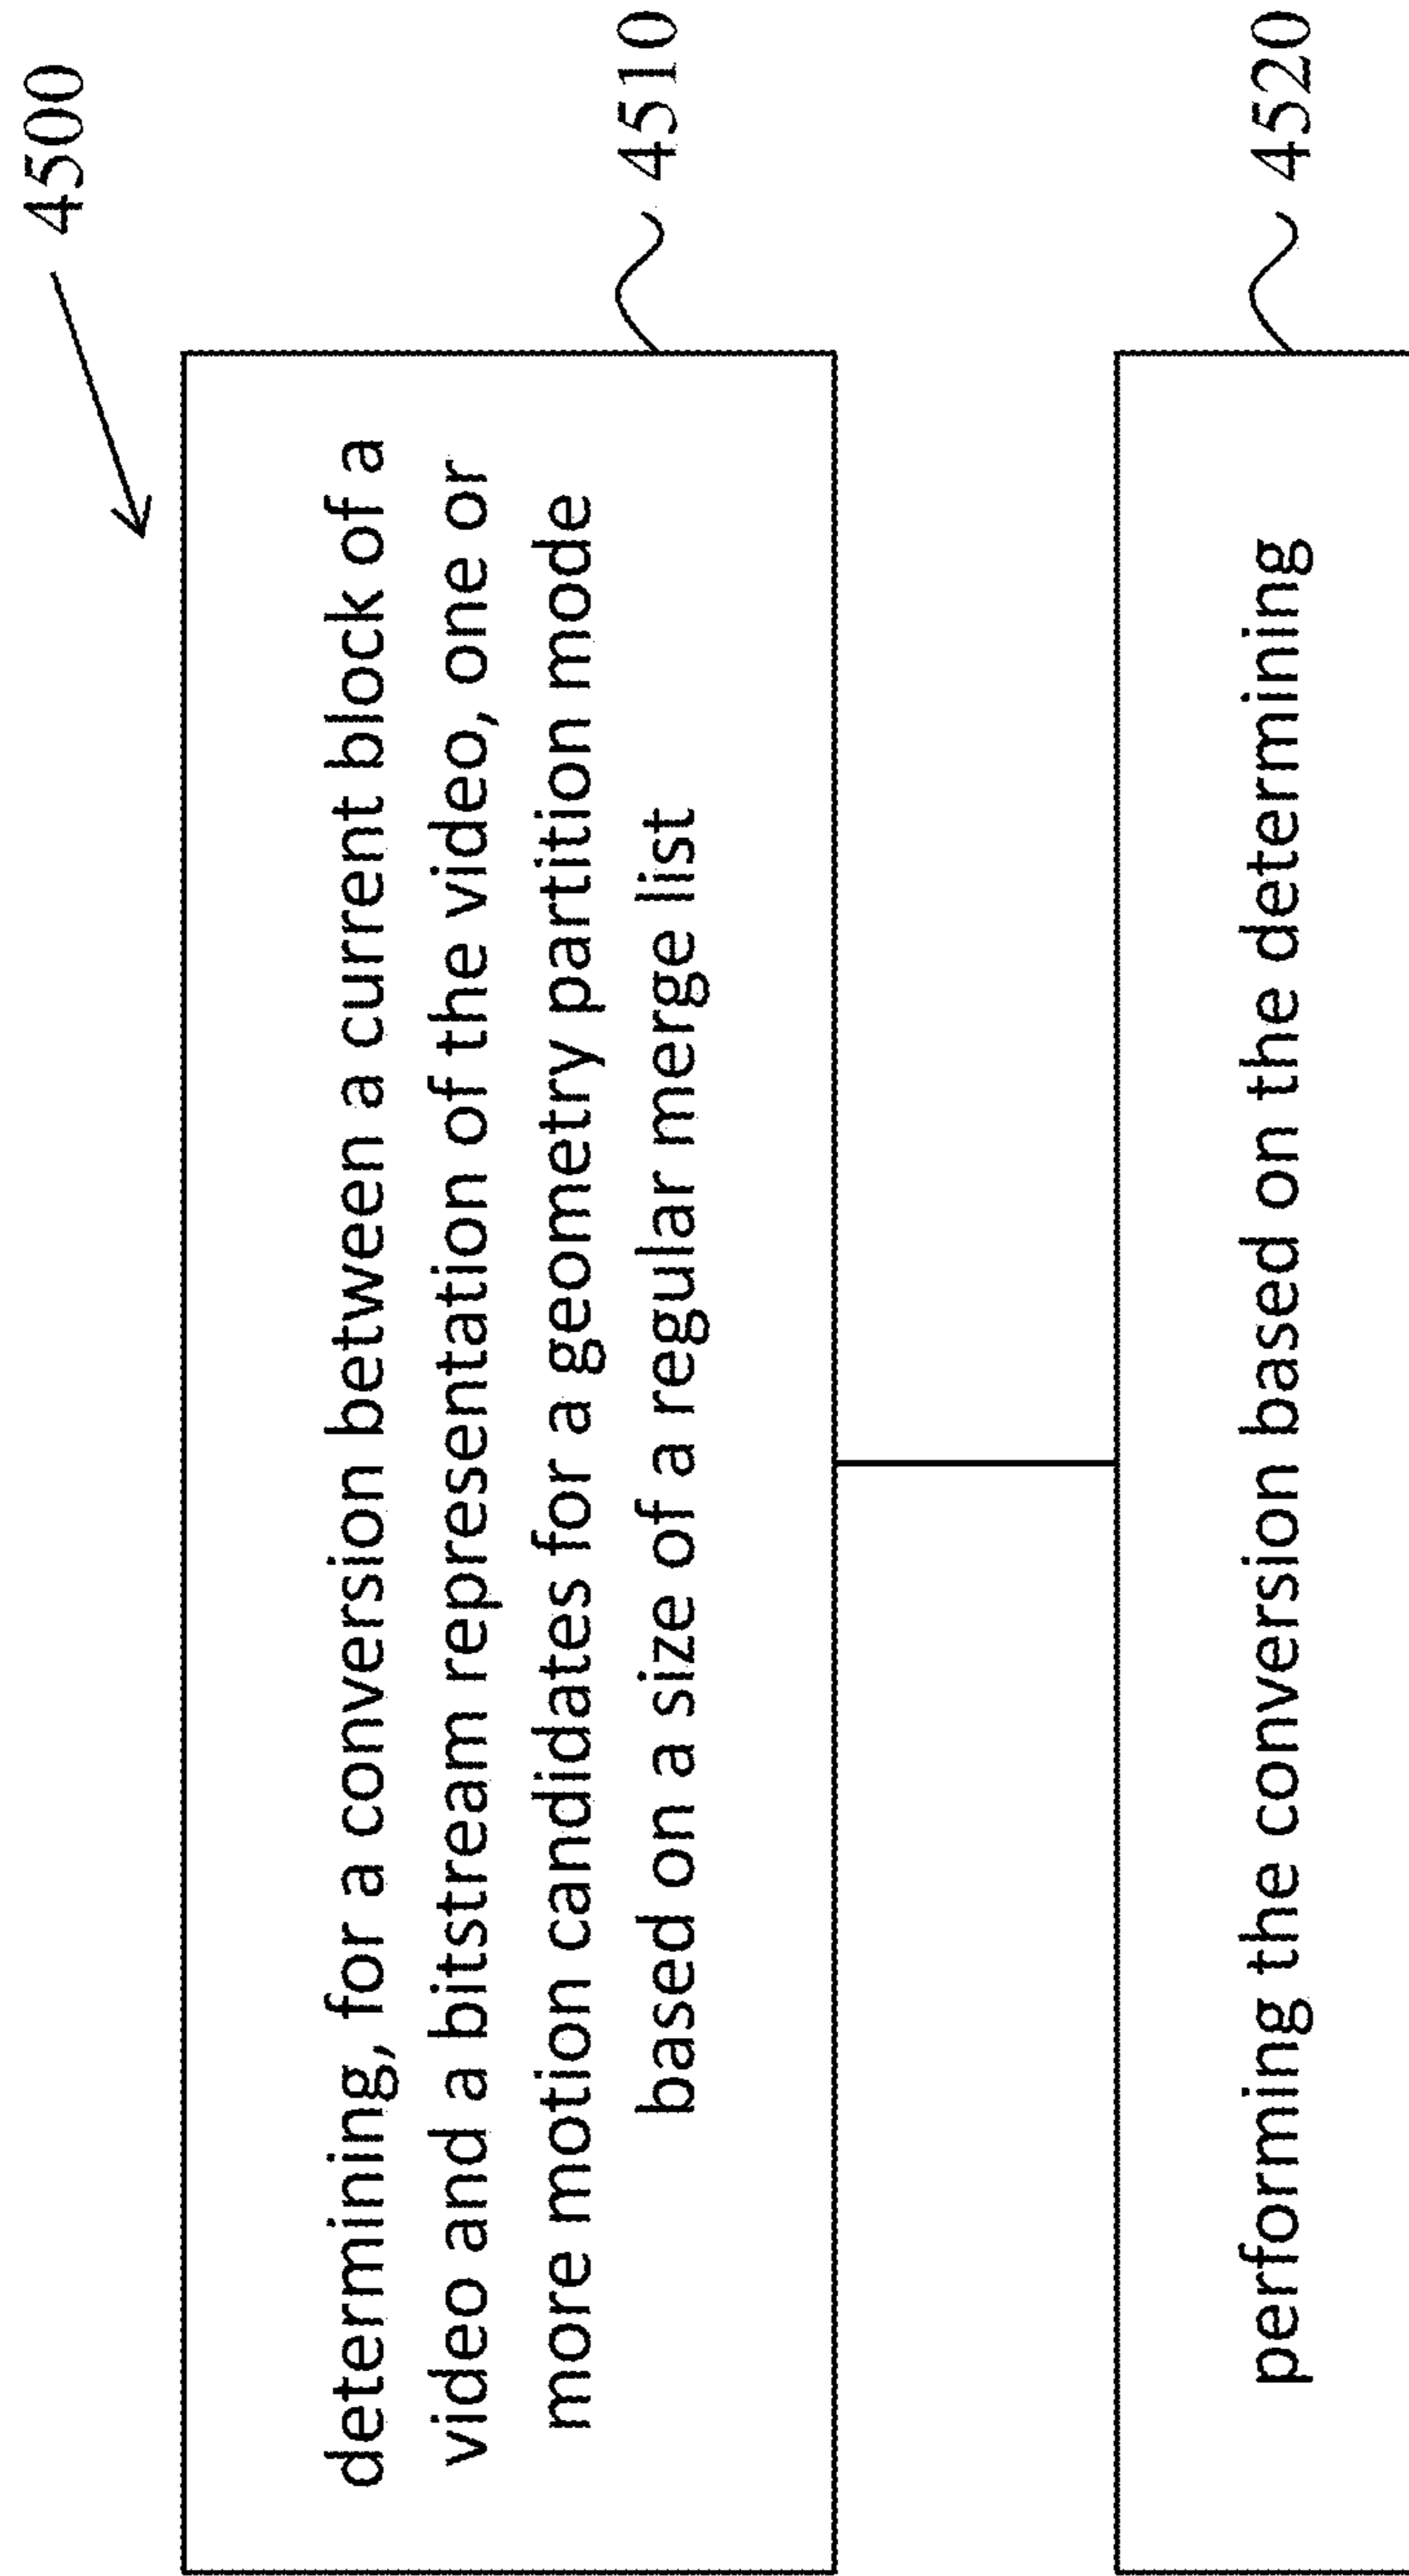 4500
determining, for a conversion between a current block of a
video and a bitstream representation of the video, one or
more motion candidates for a geometry partition mode
based on a size of a regular merge list
4510
performing the conversion based on the determining
4520